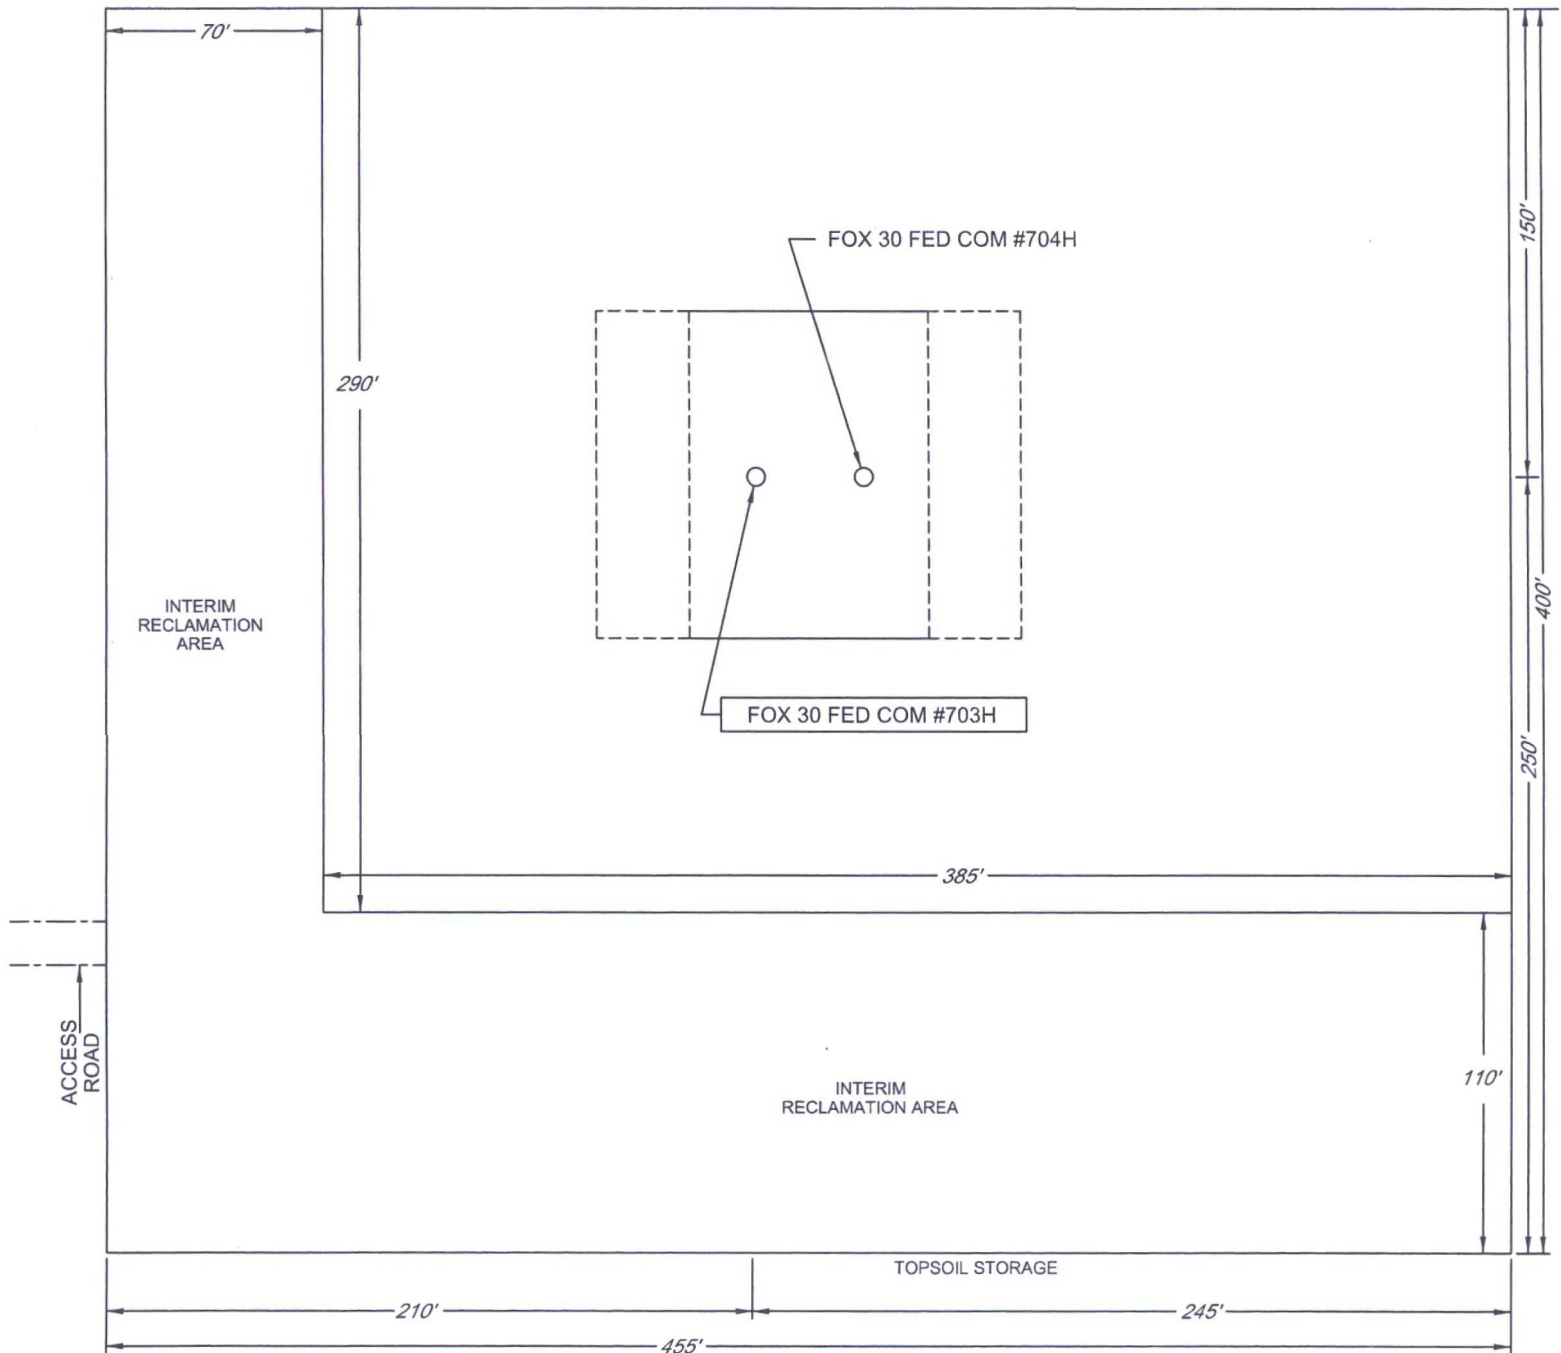 70'
FOX 30 FED COM #704H
150'
290'
400'
INTERIM
RECLAMATION
AREA
FOX 30 FED COM #703H
250'
385'
ACCESS
ROAD
110'
INTERIM
RECLAMATION AREA
TOPSOIL STORAGE
210'
245'
455'